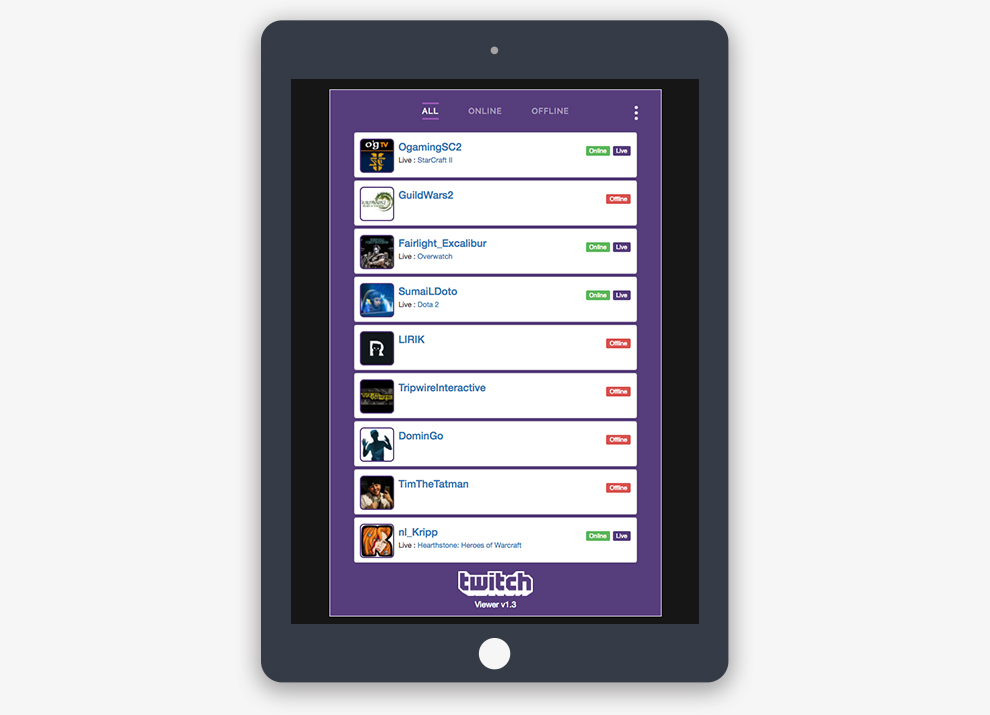 ALL ONLINE OFFLINE
O'G TV
OgamingSC2
Online Live
Live : StarCraft II
GuildWars2
Offline
Fairlight_Excalibur
Online Live
Live : Overwatch
SumaiLDoto
Online Live
Live : Dota 2
LIRIK
Offline
TripwireInteractive
Offline
DominGo
Offline
TimTheTatman
Offline
nl_Kripp
Online Live
Live : Hearthstone: Heroes of Warcraft
twitch
Viewer v1.3